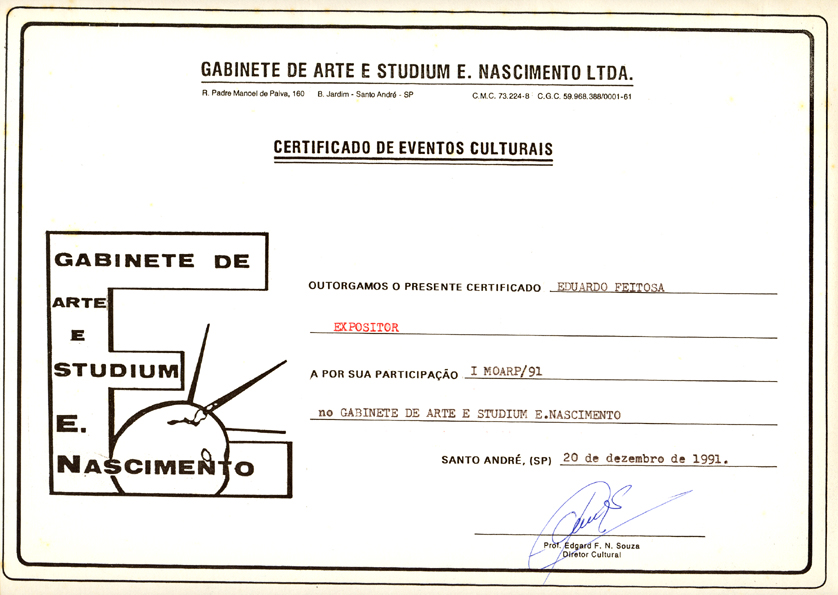 GABINETE DE ARTE E STUDIUM E. NASCIMENTO LTDA.
R. Padre Manoel de Paiva, 160 B. Jardim - Santo André - SP C.M.C. 73.224-8 C.G.C. 59.968.388/0001-61
CERTIFICADO DE EVENTOS CULTURAIS
GABINETE DE
ARTE
E
STUDIUM
E.
NASCIMENTO
OUTORGAMOS O PRESENTE CERTIFICADO EDUARDO FEITOSA
EXPOSITOR
A POR SUA PARTICIPAÇÃO I MOARP/91
no GABINETE DE ARTE E STUDIUM E.NASCIMENTO
SANTO ANDRÉ, (SP) 20 de dezembro de 1991.
Prof. Edgard F. N. Souza
Diretor Cultural